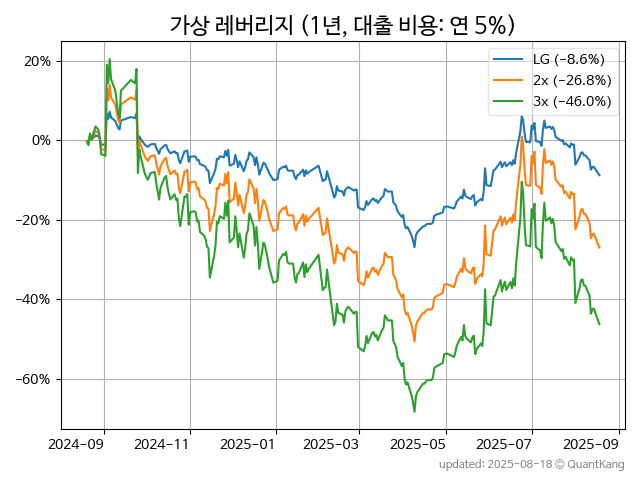 가상 레버리지 (1년, 대출 비용: 연 5%)
LG (−8.6%)
2x (−26.8%)
3x (−46.0%)
20%
0%
−20%
−40%
−60%
2024-09 2024-11 2025-01 2025-03 2025-05 2025-07 2025-09
updated: 2025-08-18 ⓒ QuantKang